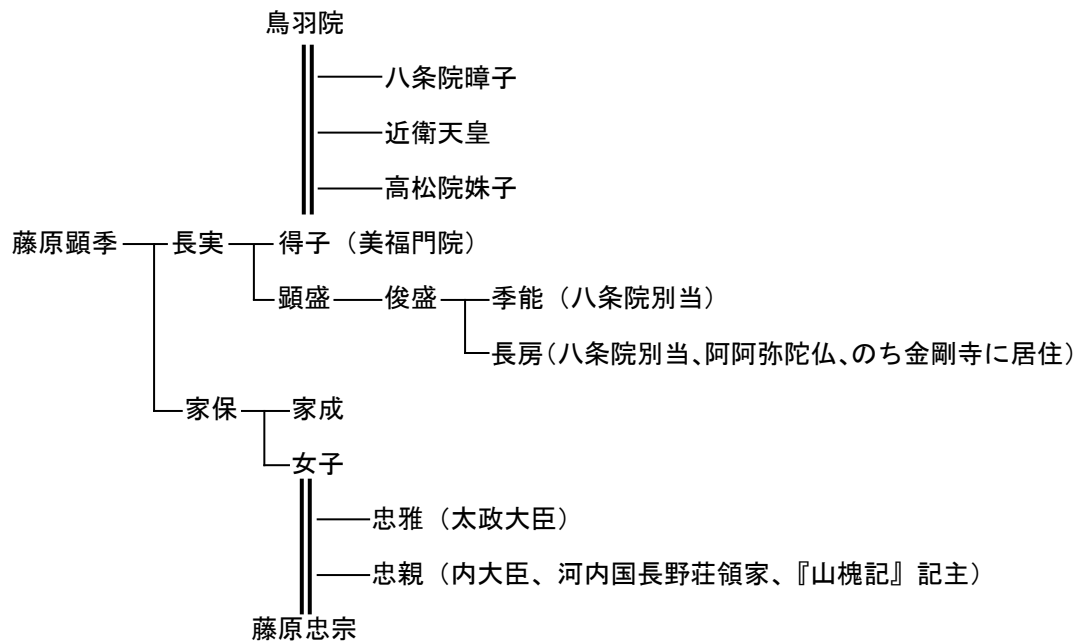 鳥羽院
八条院暲子
近衛天皇
高松院姝子
藤原顕季 長実 得子（美福門院）
顕盛 俊盛 季能（八条院別当）
長房（八条院別当、阿阿弥陀仏、のち金剛寺に居住）
家保 家成
女子
忠雅（太政大臣）
忠親（内大臣、河内国長野荘領家、『山槐記』記主）
藤原忠宗